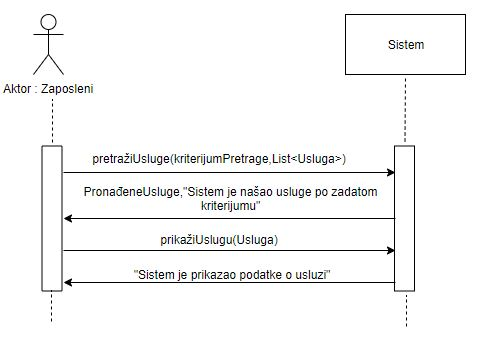 Sistem
Aktor : Zaposleni
pretražiUsluge(kriterijumPretrage,List<Usluga>)
PronađeneUsluge,"Sistem je našao usluge po zadatom
kriterijumu"
prikažiUslugu(Usluga)
"Sistem je prikazao podatke o usluzi"